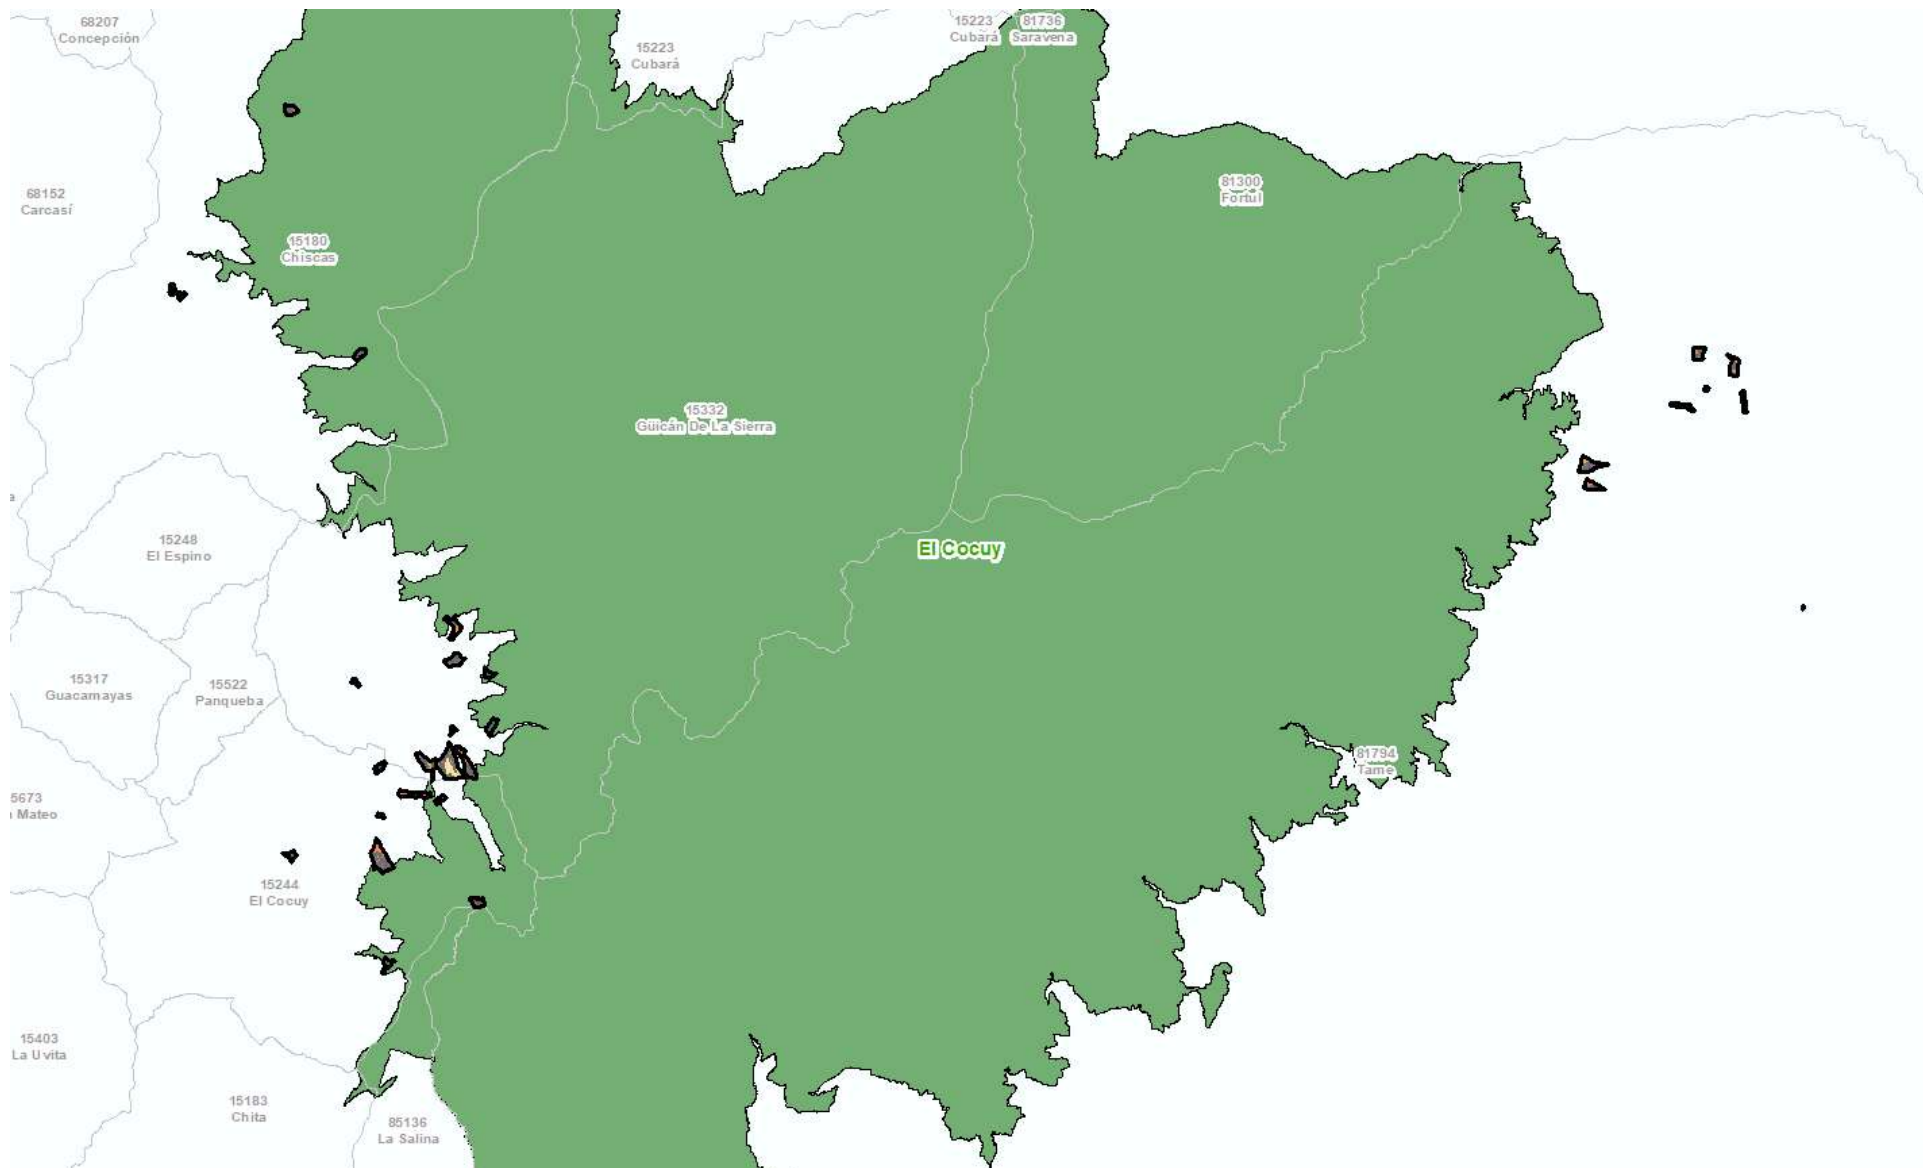 68207
Concepción
15223
Cubará
81736
Saravena
15223
Cubará
68152
Carcasí
81300
Fortul
15180
Chiscas
15332
Güicán De La Sierra
15248
El Espino
El Cocuy
15317
Guacamayas
15522
Panqueba
81794
Tame
5673
Mateo
15244
El Cocuy
15403
La Uvita
15183
Chita
85136
La Salina